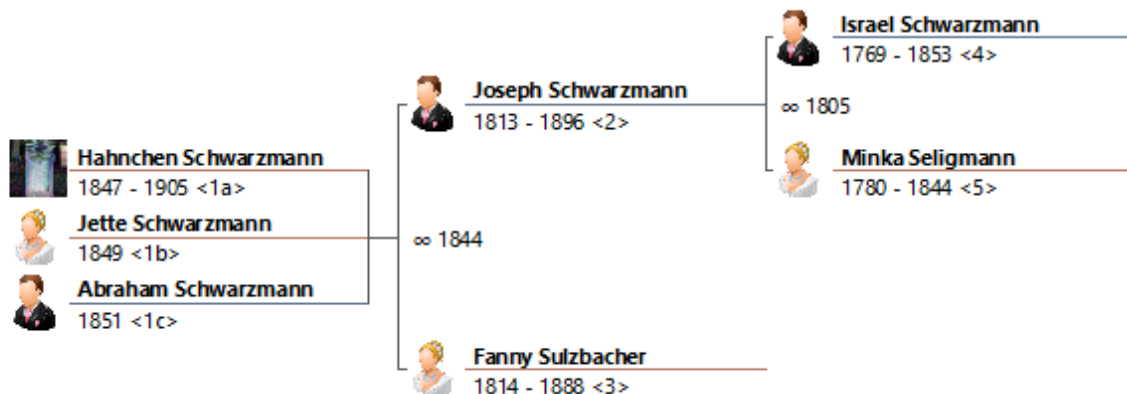 Israel Schwarzmann
1769 - 1853 <4>
Joseph Schwarzmann
1813 - 1896 <2>
∞ 1805
Hahnchen Schwarzmann
1847 - 1905 <1a>
Minka Seligmann
1780 - 1844 <5>
Jette Schwarzmann
1849 <1b>
∞ 1844
Abraham Schwarzmann
1851 <1c>
Fanny Sulzbacher
1814 - 1888 <3>